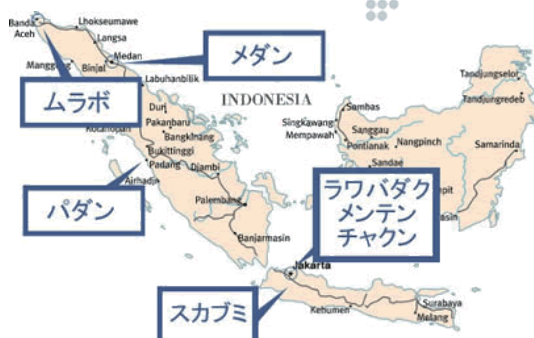 Banda
Aceh
Lhokseumawe
Langsa
Medan
Binjai
メダン
Labuhanbilik
ムラボ
INDONESIA
Duri
Pakanbaru
Bangkinang
Bukittinggi
Padang
Djambi
パダン
Palembang
Banjarmasin
Tandjungselor
Tandjungredeb
Sambas
Singkawang
Mempawah
Sanggau
Pontianak
Nangpinch
Samarinda
Sandae
ラワバダク
メンテン
チャクン
Jakarta
スカブミ
Kehumen
Surabaya
Malang